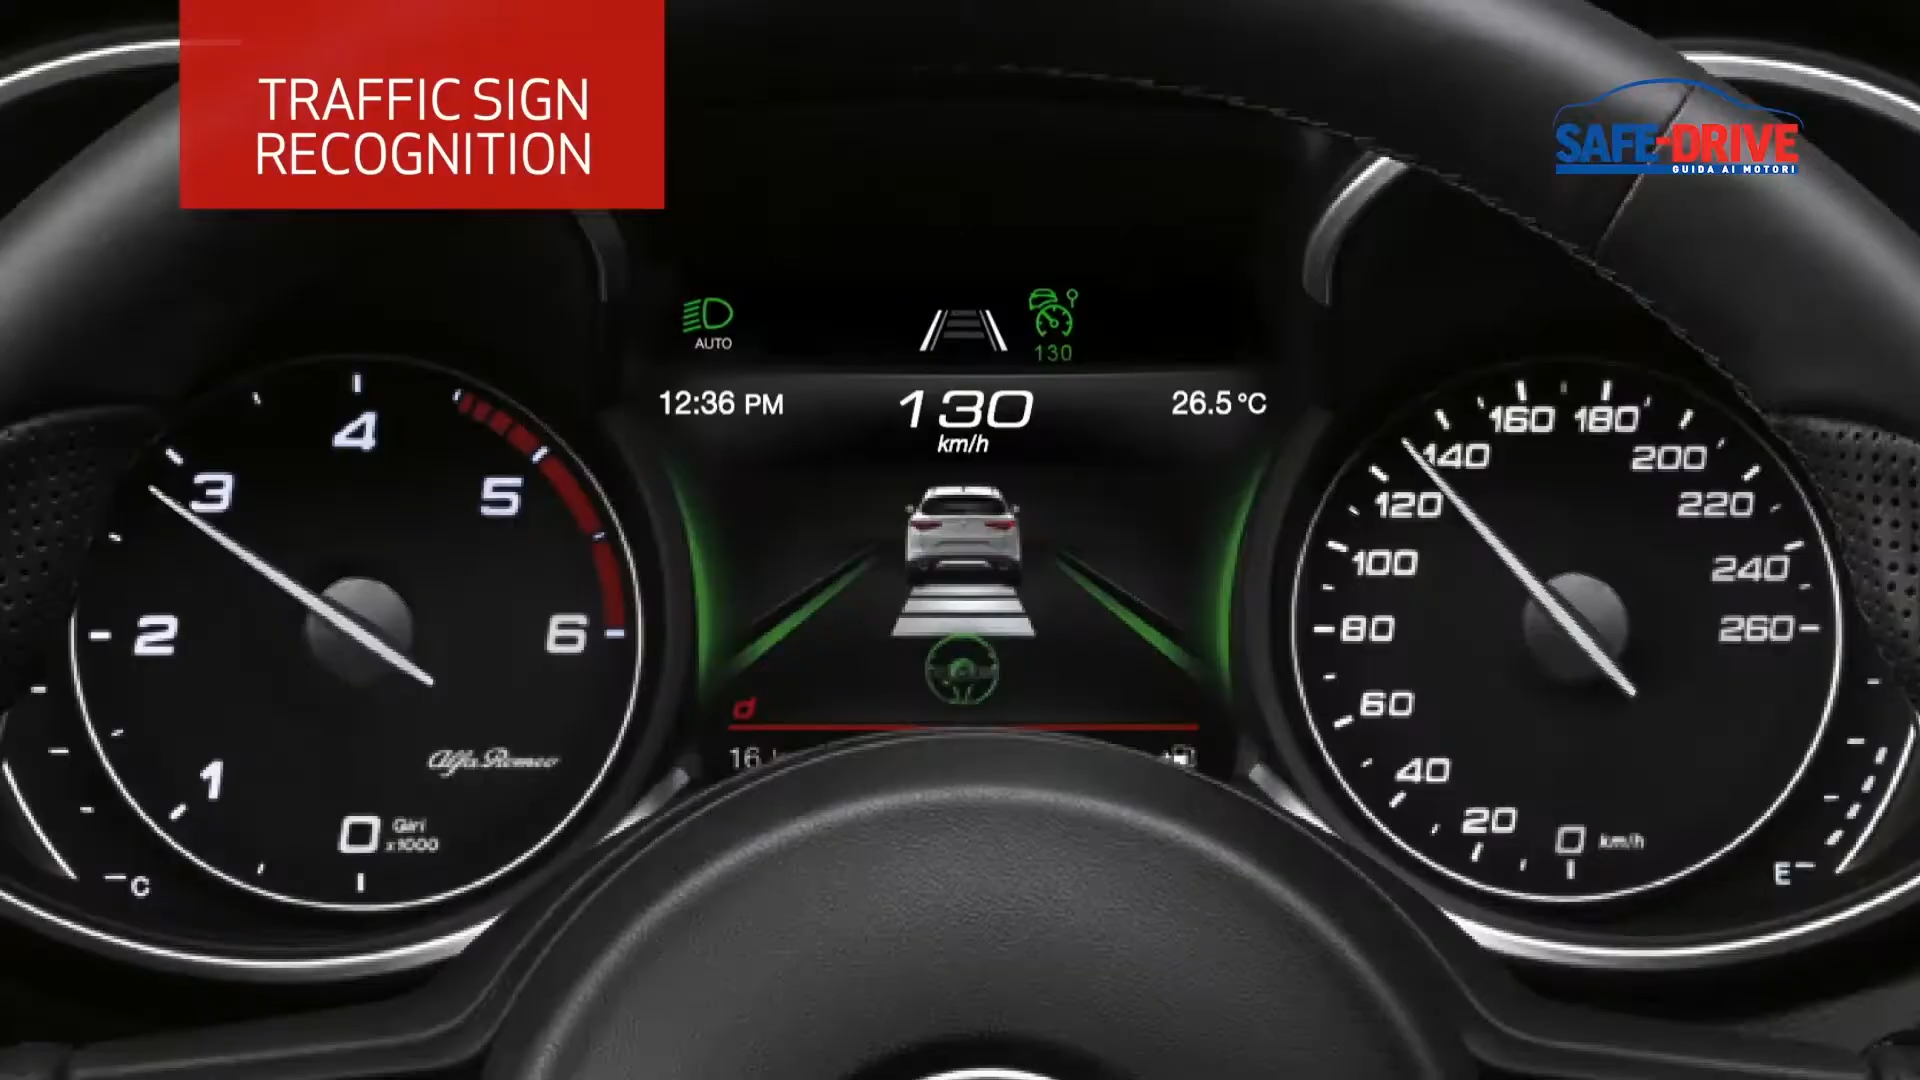 TRAFFIC SIGN
RECOGNITION
SAFE-DRIVE
GUIDA AI MOTORI
AUTO
130
12:36 PM
130
km/h
26.5 °C
d
16
1
2
3
4
5
6
Alfa Romeo
0 Giri
x1000
C
0 km/h
20
40
60
80
100
120
140
160
180
200
220
240
260
E